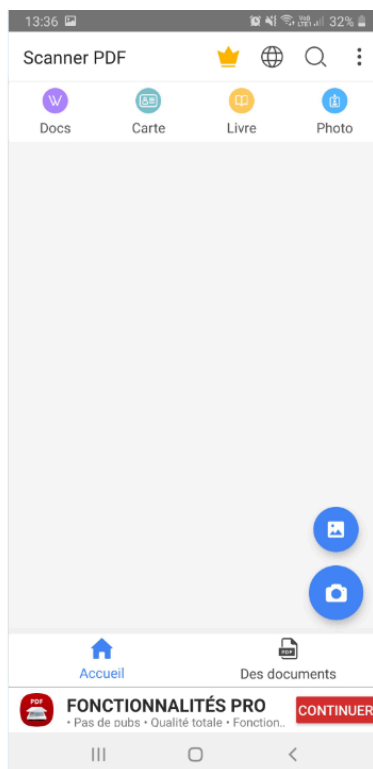 13:36 32%
Scanner PDF
W
Docs Carte Livre Photo
PDF
Accueil Des documents
PDF
FONCTIONNALITÉS PRO
• Pas de pubs • Qualité totale • Fonction..
CONTINUER